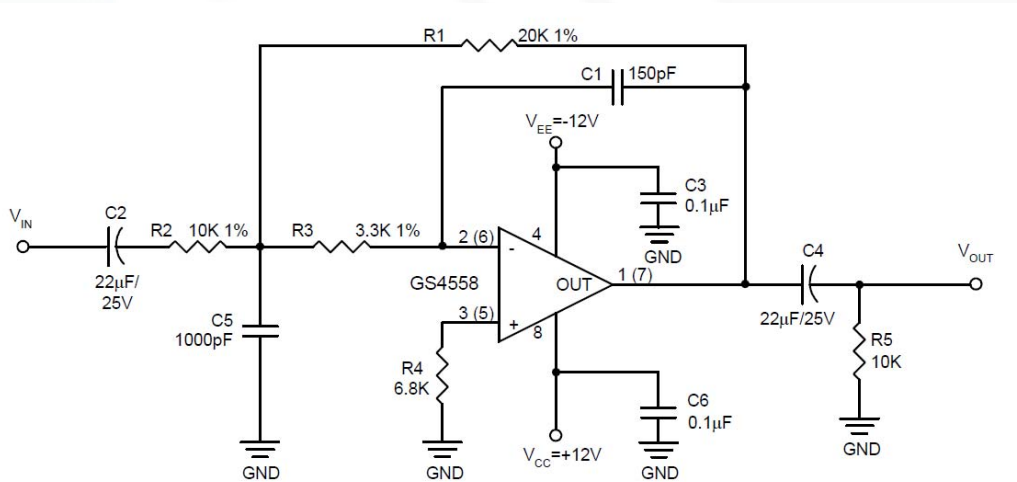 R1 20K 1%
C1 150pF
VEE=-12V
C3
0.1µF
GND
VIN
C2
22µF/
25V
R2 10K 1%
R3 3.3K 1%
2 (6)
-
4
GS4558
OUT
1 (7)
3 (5)
+
8
C4
22µF/25V
VOUT
C5
1000pF
R4
6.8K
R5
10K
C6
0.1µF
VCC=+12V
GND
GND
GND
GND